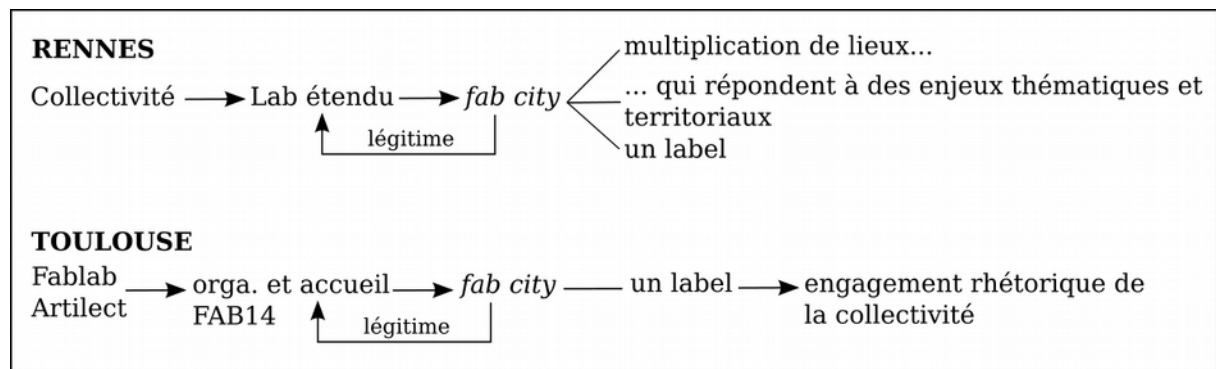 RENNES
multiplication de lieux...
Collectivité Lab étendu fab city
... qui répondent à des enjeux thématiques et
territoriaux
légitime
un label
TOULOUSE
Fablab
Artilect
orga. et accueil
FAB14
fab city
un label
engagement rhétorique de
la collectivité
légitime